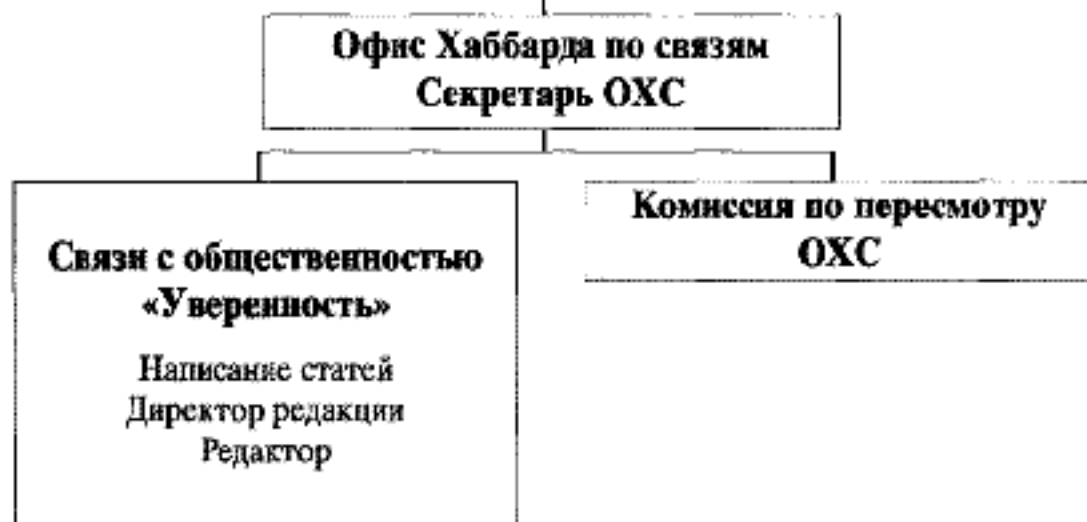 Офис Хаббарда по связям
Секретарь ОХС
Связи с общественностью
«Уверенность»
Написание статей
Директор редакции
Редактор
Комиссия по пересмотру
ОХС